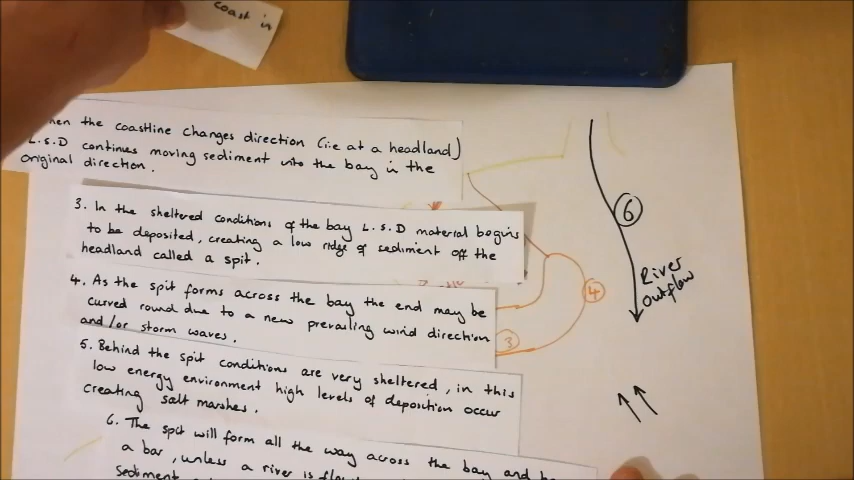 coast in
hen the coastline changes direction (i.e at a headland)
L.S.D continues moving sediment into the bay in the
original direction.
3. In the sheltered conditions of the bay L.S.D material begins
to be deposited, creating a low ridge of sediment off the
headland called a spit.
4. As the spit forms across the bay the end may be
curved round due to a new prevailing wind direction
and/or storm waves.
5. Behind the spit conditions are very sheltered, in this
low energy environment high levels of deposition occur
creating salt marshes.
6. The spit will form all the way across the bay and
a bar, unless a river is
sediment
6
River
outflow
4
3